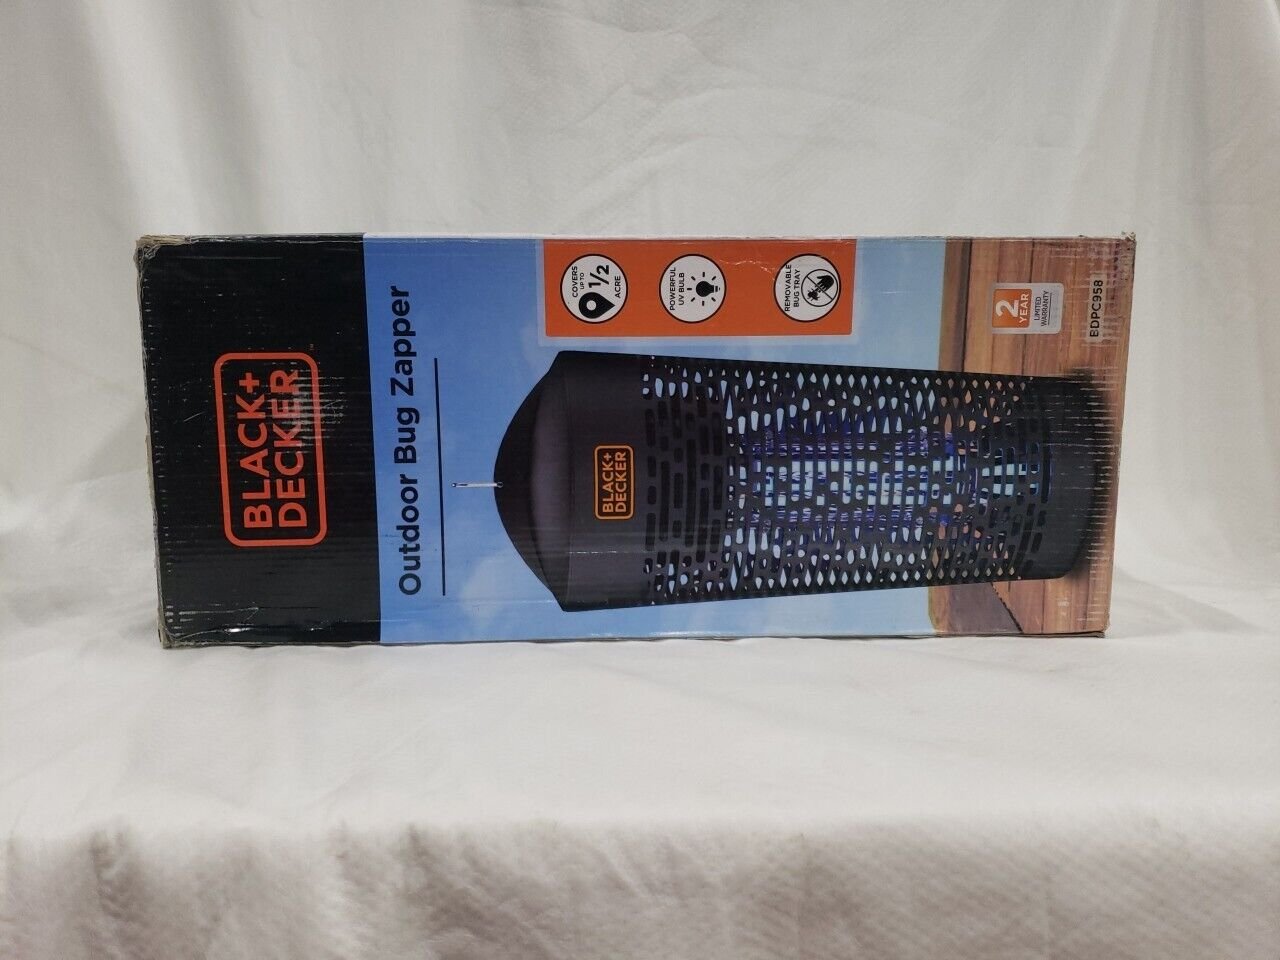 BLACK+
DECKER
™
Outdoor Bug Zapper
COVERS
UP TO
1/2
ACRE
POWERFUL
UV BULB
REMOVABLE
BUG TRAY
BLACK+
DECKER
2
YEAR
LIMITED
WARRANTY
BDPC958